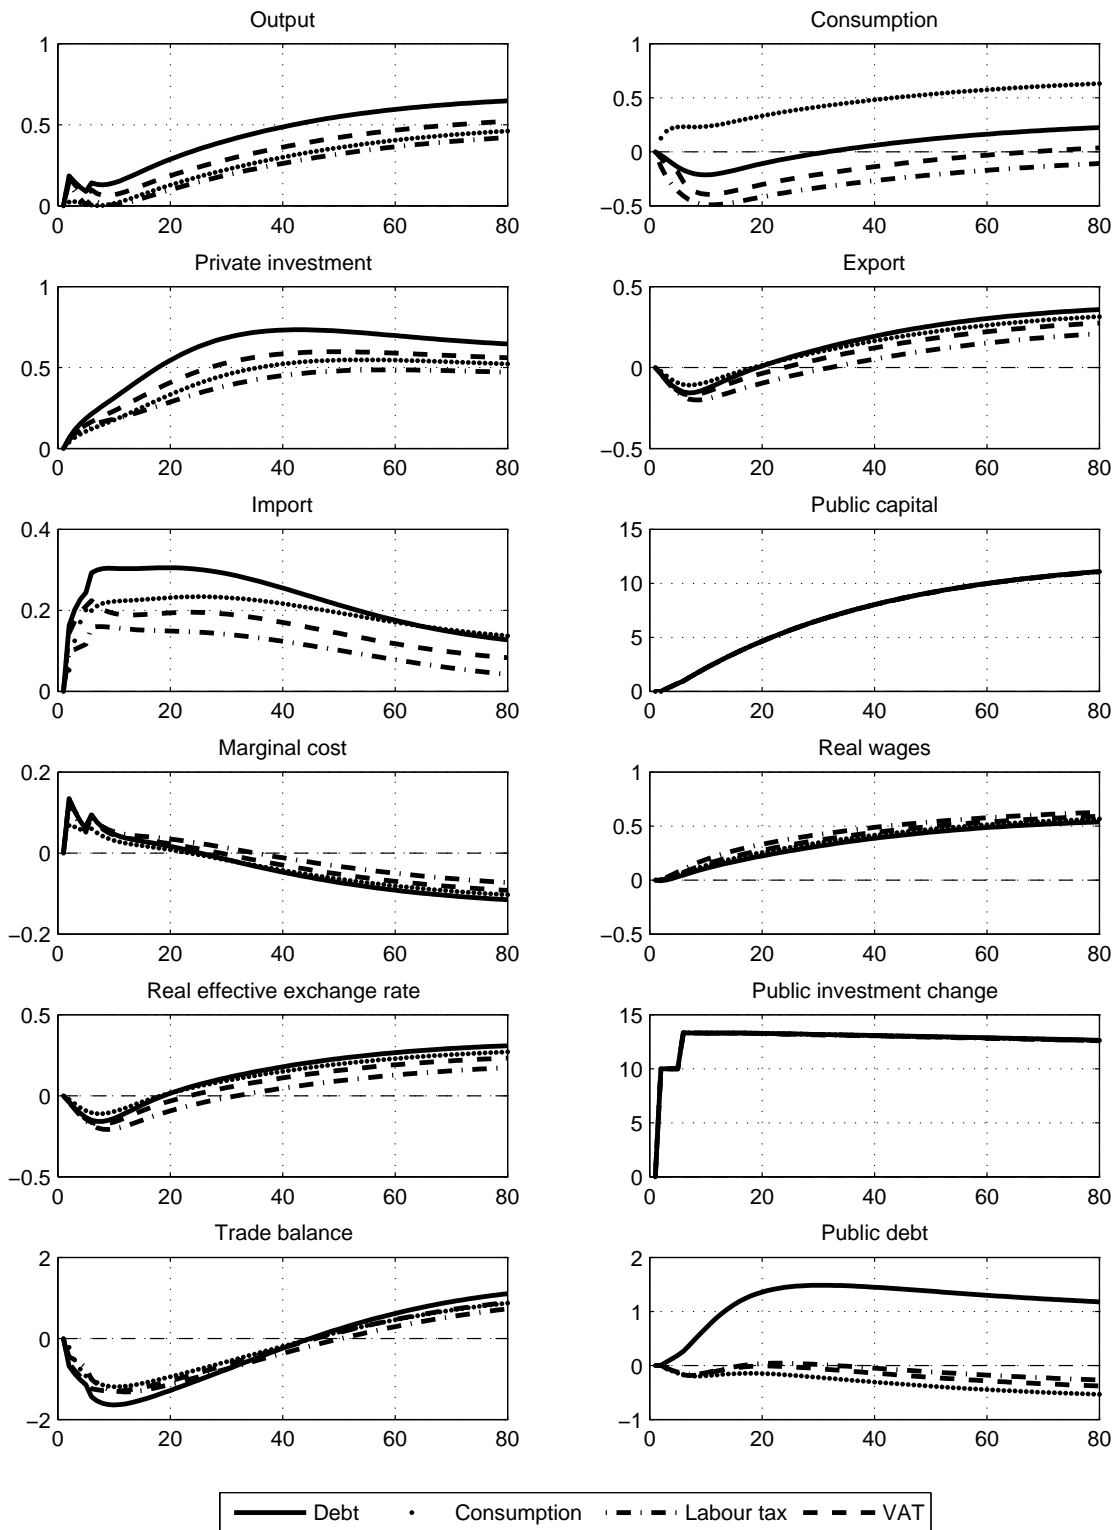 Output
Consumption
1
0.5
0
0 20 40 60 80
1
0.5
0
−0.5
0 20 40 60 80
Private investment
Export
1
0.5
0
0 20 40 60 80
0.5
0
−0.5
0 20 40 60 80
Import
Public capital
0.4
0.2
0
0 20 40 60 80
15
10
5
0
0 20 40 60 80
Marginal cost
Real wages
0.2
0
−0.2
0 20 40 60 80
1
0.5
0
−0.5
0 20 40 60 80
Real effective exchange rate
Public investment change
0.5
0
−0.5
0 20 40 60 80
15
10
5
0
0 20 40 60 80
Trade balance
Public debt
2
0
−2
0 20 40 60 80
2
1
0
−1
0 20 40 60 80
Debt Consumption Labour tax VAT